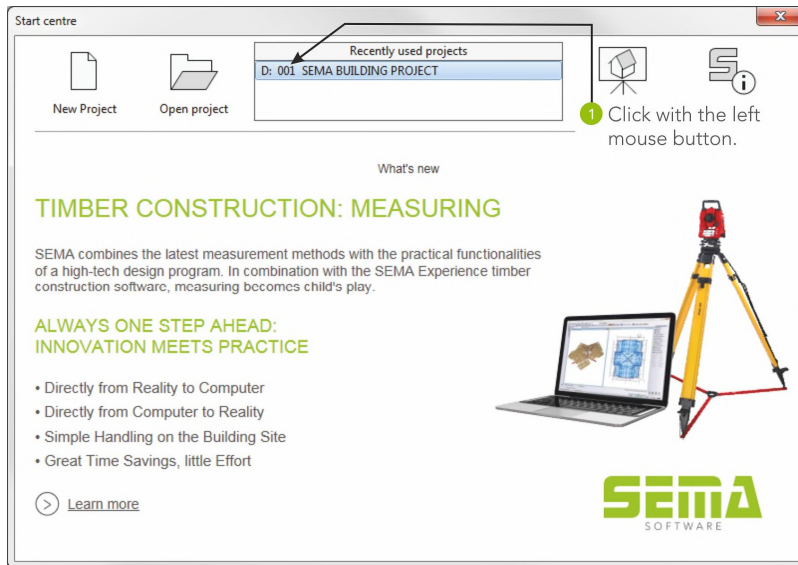 Start centre
New Project
Open project
Recently used projects
D: 001 SEMA BUILDING PROJECT
i
1 Click with the left
mouse button.
What's new
TIMBER CONSTRUCTION: MEASURING
SEMA combines the latest measurement methods with the practical functionalities
of a high-tech design program. In combination with the SEMA Experience timber
construction software, measuring becomes child's play.
ALWAYS ONE STEP AHEAD:
INNOVATION MEETS PRACTICE
• Directly from Reality to Computer
• Directly from Computer to Reality
• Simple Handling on the Building Site
• Great Time Savings, little Effort
Learn more
SEMA
SOFTWARE